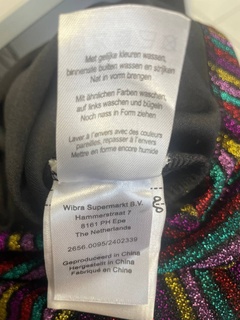 Met gelijke kleuren wassen,
binnenste buiten wassen en strijken
Nat in vorm brengen
Mit ähnlichen Farben waschen,
auf links waschen und bügeln
Noch nass in Form ziehen
Laver à l'envers avec des couleurs
pareilles, repasser à l'envers
Mettre en forme encore humide
Wibra Supermarkt B.V.
Hammerstraat 7
8161 PH Epe
The Netherlands
2656.0095/2402339
Geproduceerd in China
Hergestellt in China
Fabriqué en China